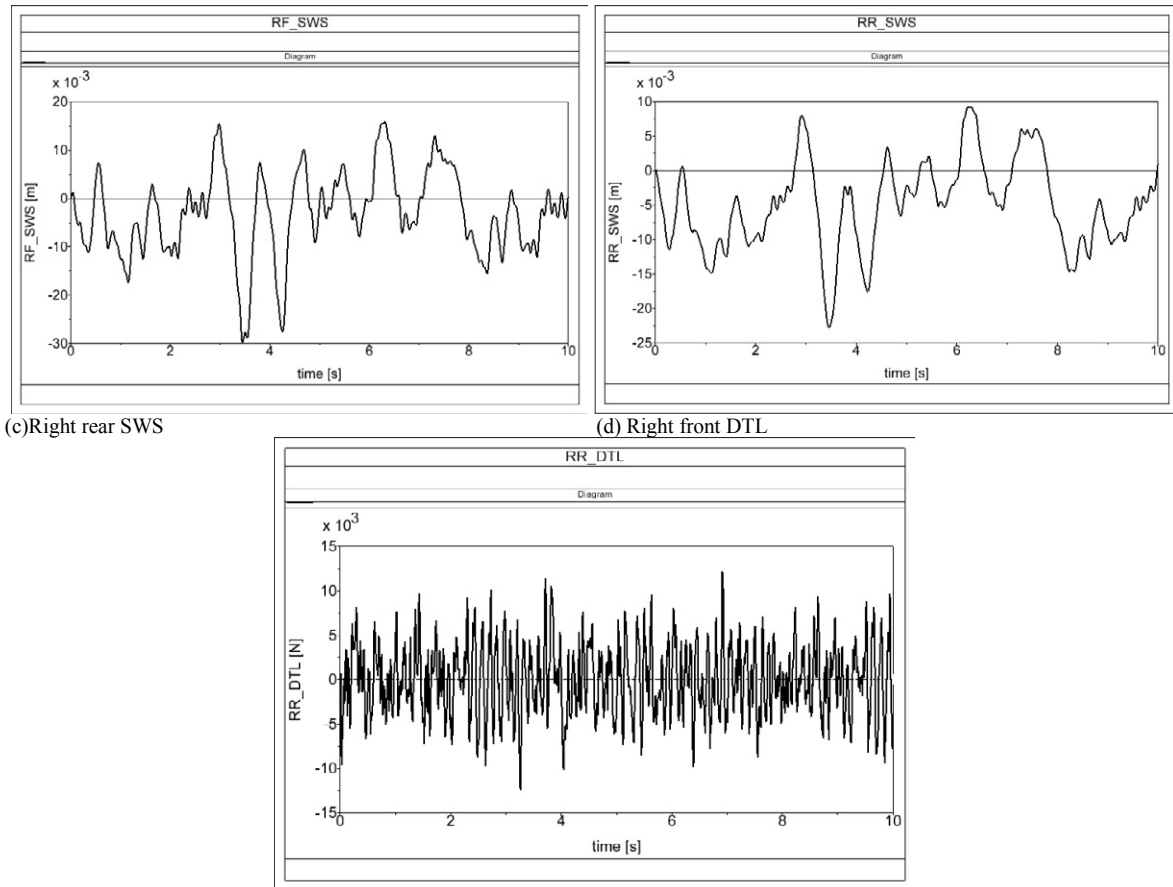 RF_SWS
Diagram
x 10-3
20
10
0
-10
-20
-30
RF_SWS [m]
0 2 4 6 8 10
time [s]
RR_SWS
Diagram
x 10-3
10
5
0
-5
-10
-15
-20
-25
RR_SWS [m]
0 2 4 6 8 10
time [s]
(c)Right rear SWS
(d) Right front DTL
RR_DTL
Diagram
x 103
15
10
5
0
5
-10
-15
RR_DTL [N]
0 2 4 6 8 10
time [s]